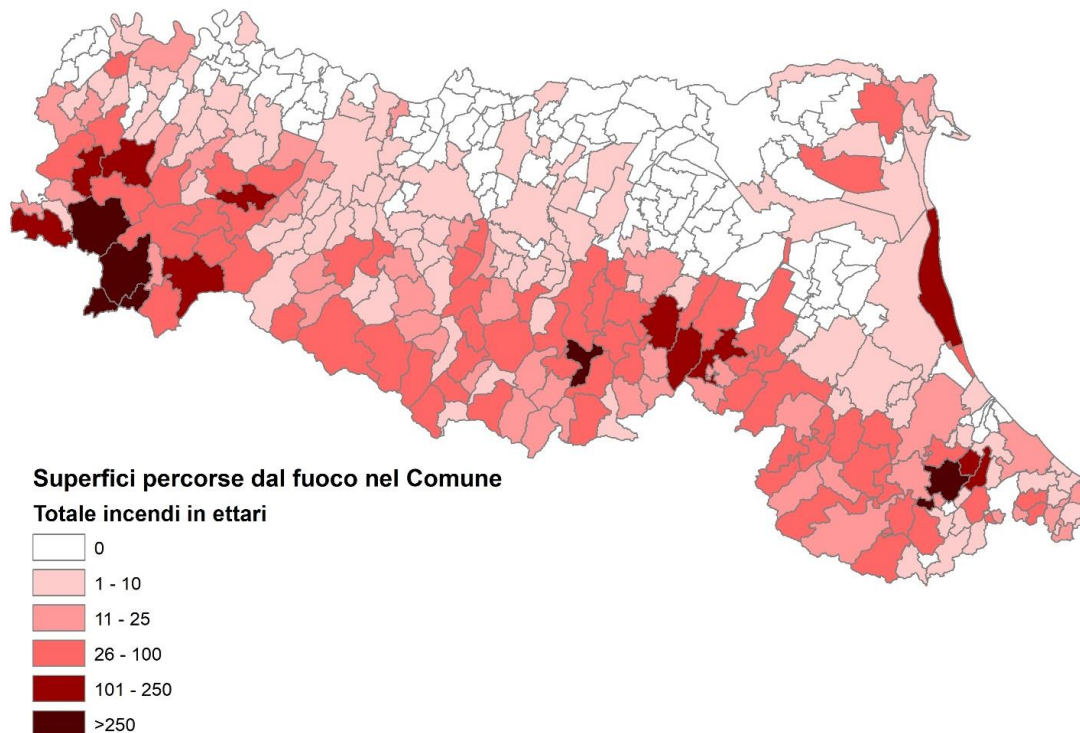 Superfici percorse dal fuoco nel Comune
Totale incendi in ettari
0
1 - 10
11 - 25
26 - 100
101 - 250
>250